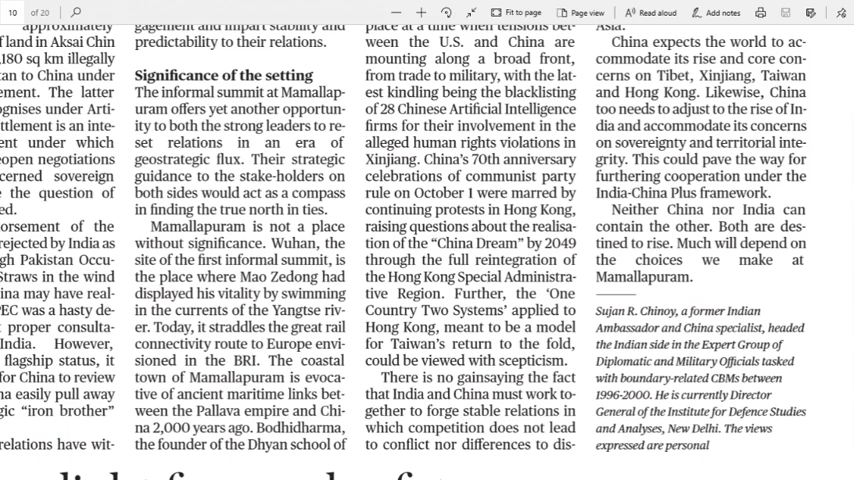 10 of 20
Fit to page
Page view
Read aloud
Add notes
approximately
f land in Aksai Chin
,180 sq km illegally
tan to China under
ement. The latter
ognises under Arti-
ttlement is an inte-
ent under which
eopen negotiations
cerned sovereign
e the question of
ed.
orsement of the
rejected by India as
gh Pakistan Occu-
Straws in the wind
ina may have real-
PEC was a hasty de-
t proper consulta-
India. However,
flagship status, it
for China to review
na easily pull away
gic “iron brother”
relations have wit-
gagement and impart stability and
predictability to their relations.
Significance of the setting
The informal summit at Mamallap-
uram offers yet another opportun-
ity to both the strong leaders to re-
set relations in an era of
geostrategic flux. Their strategic
guidance to the stake-holders on
both sides would act as a compass
in finding the true north in ties.
Mamallapuram is not a place
without significance. Wuhan, the
site of the first informal summit, is
the place where Mao Zedong had
displayed his vitality by swimming
in the currents of the Yangtse riv-
er. Today, it straddles the great rail
connectivity route to Europe envi-
sioned in the BRI. The coastal
town of Mamallapuram is evoca-
tive of ancient maritime links bet-
ween the Pallava empire and Chi-
na 2,000 years ago. Bodhidharma,
the founder of the Dhyan school of
place at a time when tensions bet-
ween the U.S. and China are
mounting along a broad front,
from trade to military, with the lat-
est kindling being the blacklisting
of 28 Chinese Artificial Intelligence
firms for their involvement in the
alleged human rights violations in
Xinjiang. China’s 70th anniversary
celebrations of communist party
rule on October 1 were marred by
continuing protests in Hong Kong,
raising questions about the realisa-
tion of the “China Dream” by 2049
through the full reintegration of
the Hong Kong Special Administra-
tive Region. Further, the ‘One
Country Two Systems’ applied to
Hong Kong, meant to be a model
for Taiwan’s return to the fold,
could be viewed with scepticism.
There is no gainsaying the fact
that India and China must work to-
gether to forge stable relations in
which competition does not lead
to conflict nor differences to dis-
Asia.
China expects the world to ac-
commodate its rise and core con-
cerns on Tibet, Xinjiang, Taiwan
and Hong Kong. Likewise, China
too needs to adjust to the rise of In-
dia and accommodate its concerns
on sovereignty and territorial inte-
grity. This could pave the way for
furthering cooperation under the
India-China Plus framework.
Neither China nor India can
contain the other. Both are des-
tined to rise. Much will depend on
the choices we make at
Mamallapuram.
Sujan R. Chinoy, a former Indian
Ambassador and China specialist, headed
the Indian side in the Expert Group of
Diplomatic and Military Officials tasked
with boundary-related CBMs between
1996-2000. He is currently Director
General of the Institute for Defence Studies
and Analyses, New Delhi. The views
expressed are personal